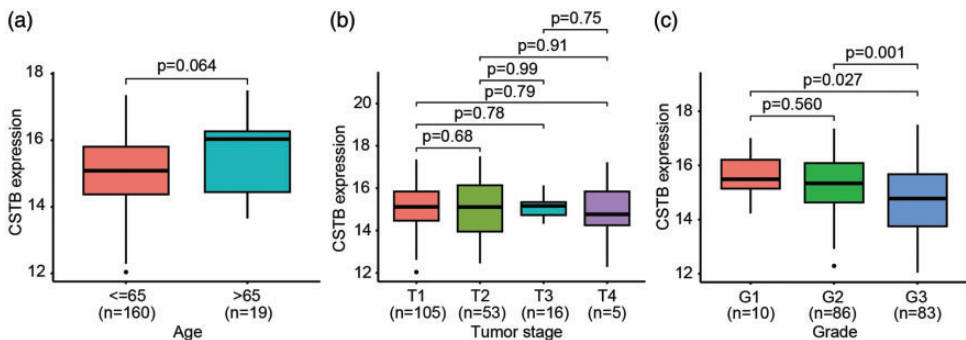 (a)
p=0.064
18
16
14
12
CSTB expression
<=65
(n=160)
>65
(n=19)
Age
(b)
p=0.75
p=0.91
p=0.99
p=0.79
p=0.78
p=0.68
20
18
16
14
12
CSTB expression
T1
(n=105)
T2
(n=53)
T3
(n=16)
T4
(n=5)
Tumor stage
(c)
p=0.001
p=0.027
p=0.560
18
16
14
12
CSTB expression
G1
(n=10)
G2
(n=86)
G3
(n=83)
Grade